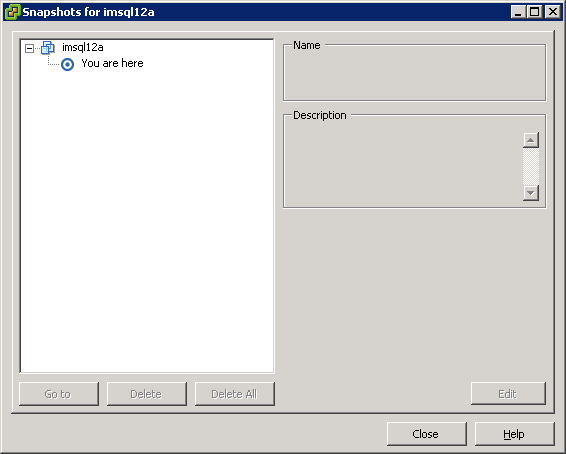 Snapshots for imsql12a
imsql12a
You are here
Name
Description
Go to
Delete
Delete All
Edit
Close
Help